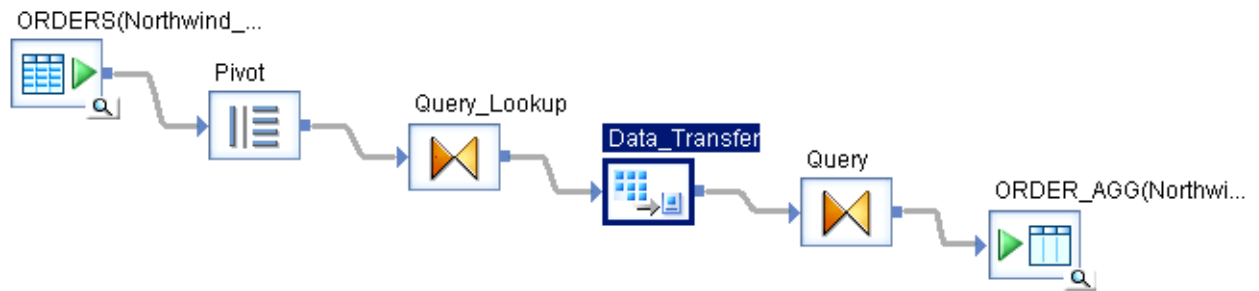 ORDERS(Northwind_...
Pivot
Query_Lookup
Data_Transfer
Query
ORDER_AGG(Northwi...